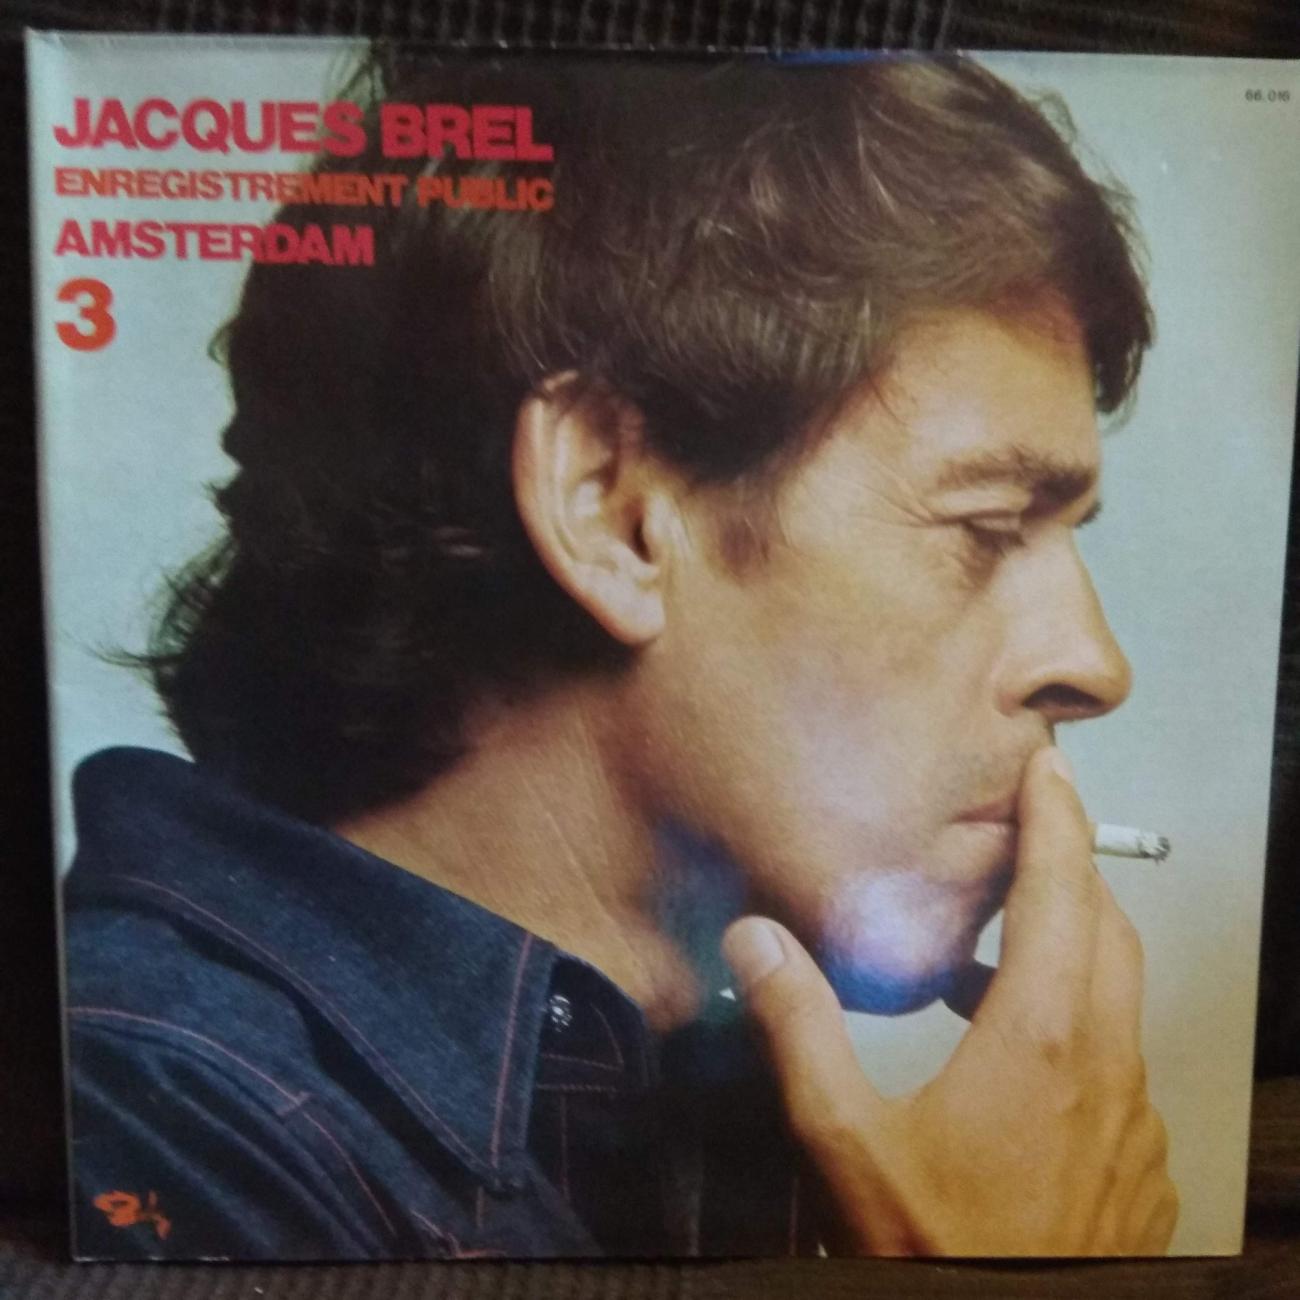 JACQUES BREL
ENREGISTREMENT PUBLIC
AMSTERDAM
3
66.016